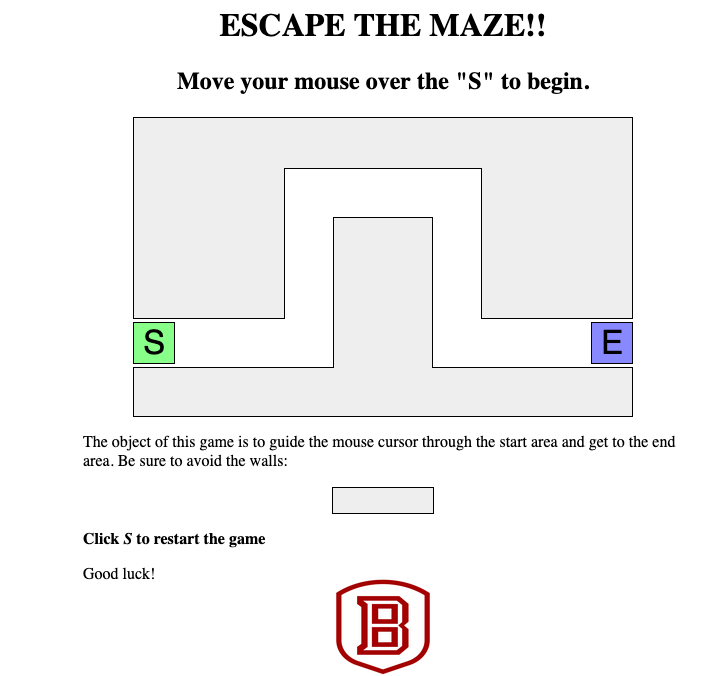 ESCAPE THE MAZE!!
Move your mouse over the "S" to begin.
S
E
The object of this game is to guide the mouse cursor through the start area and get to the end
area. Be sure to avoid the walls:
Click S to restart the game
Good luck!
B